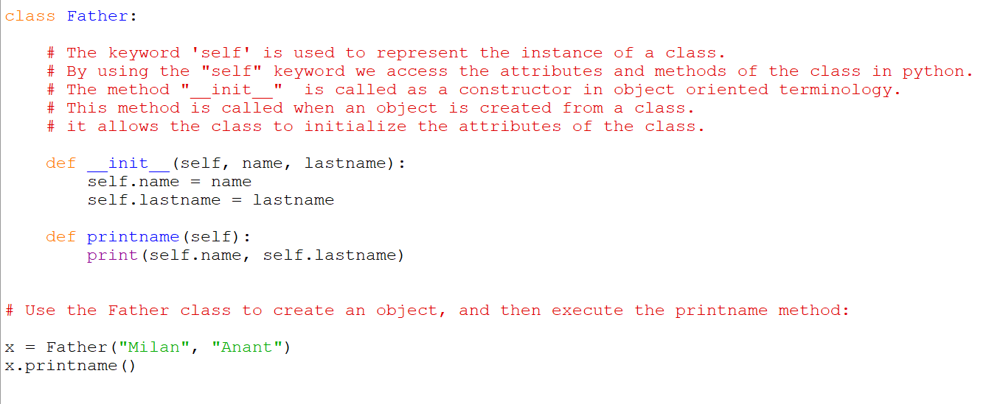 class Father:
    # The keyword 'self' is used to represent the instance of a class.
    # By using the "self" keyword we access the attributes and methods of the class in python.
    # The method "__init__"  is called as a constructor in object oriented terminology.
    # This method is called when an object is created from a class.
    # it allows the class to initialize the attributes of the class.
    def __init__(self, name, lastname):
        self.name = name
        self.lastname = lastname
    def printname(self):
        print(self.name, self.lastname)
# Use the Father class to create an object, and then execute the printname method:
x = Father("Milan", "Anant")
x.printname()